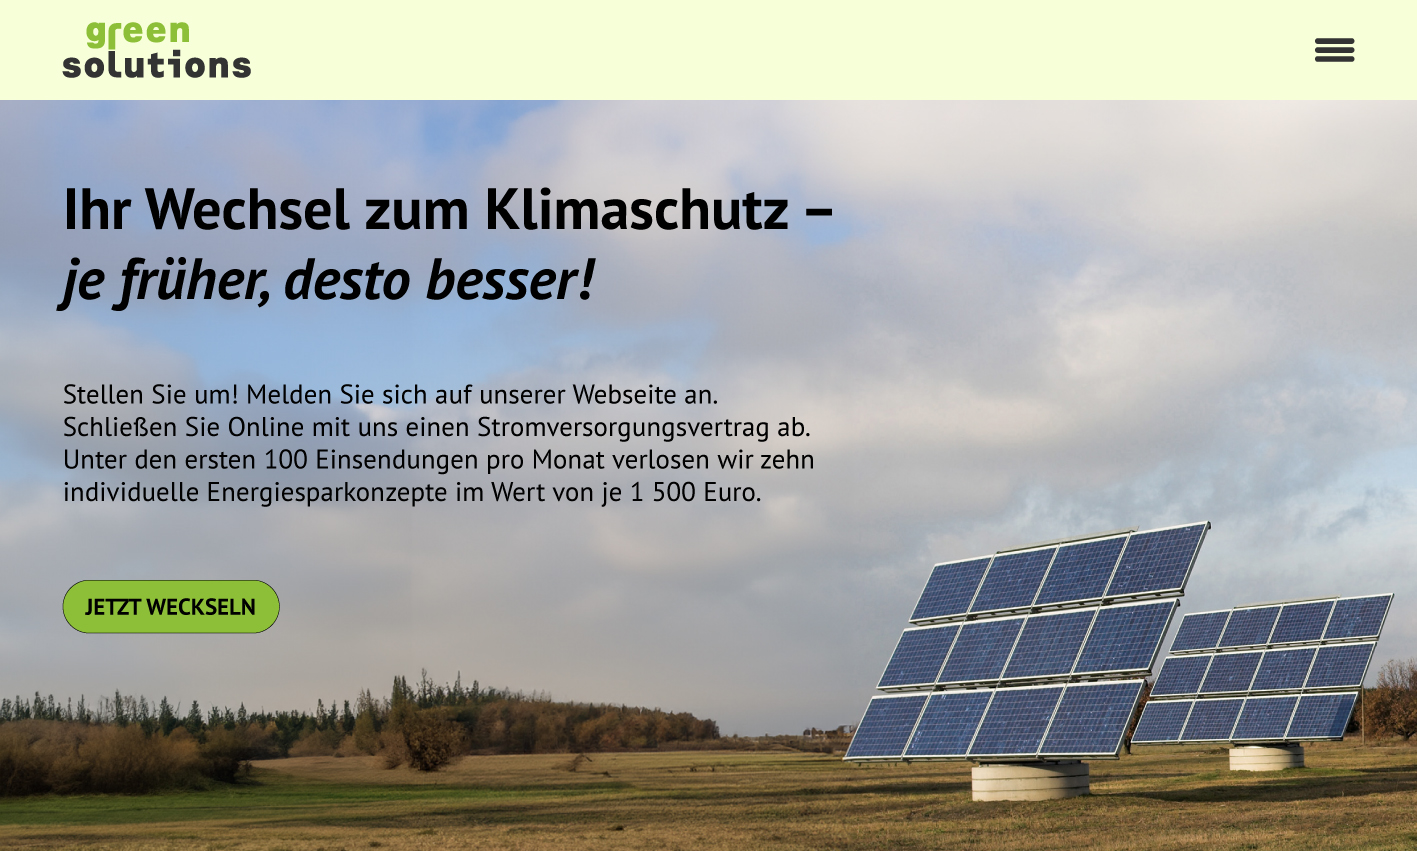 green
solutions
Ihr Wechsel zum Klimaschutz –
je früher, desto besser!
Stellen Sie um! Melden Sie sich auf unserer Webseite an.
Schließen Sie Online mit uns einen Stromversorgungsvertrag ab.
Unter den ersten 100 Einsendungen pro Monat verlosen wir zehn
individuelle Energiesparkonzepte im Wert von je 1 500 Euro.
JETZT WECKSELN